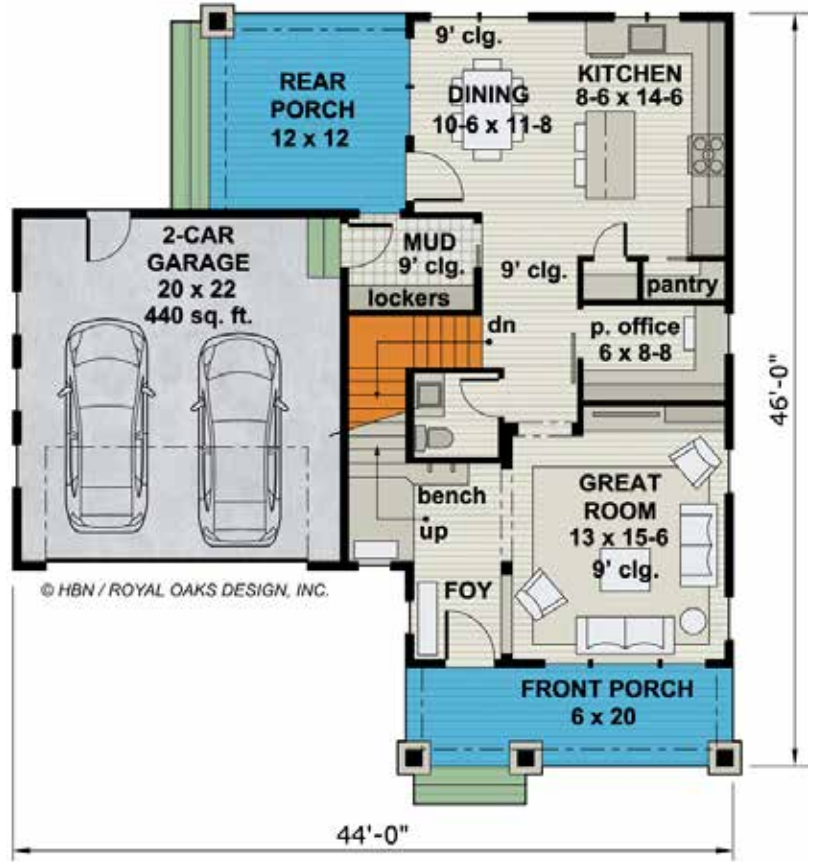 REAR
PORCH
12 x 12
9' clg.
DINING
10-6 x 11-8
KITCHEN
8-6 x 14-6
2-CAR
GARAGE
20 x 22
440 sq. ft.
MUD
9' clg.
lockers
9' clg.
pantry
dn
p. office
6 x 8-8
46'-0"
bench
up
GREAT
ROOM
13 x 15-6
9' clg.
© HBN / ROYAL OAKS DESIGN, INC.
FOY
FRONT PORCH
6 x 20
44'-0"